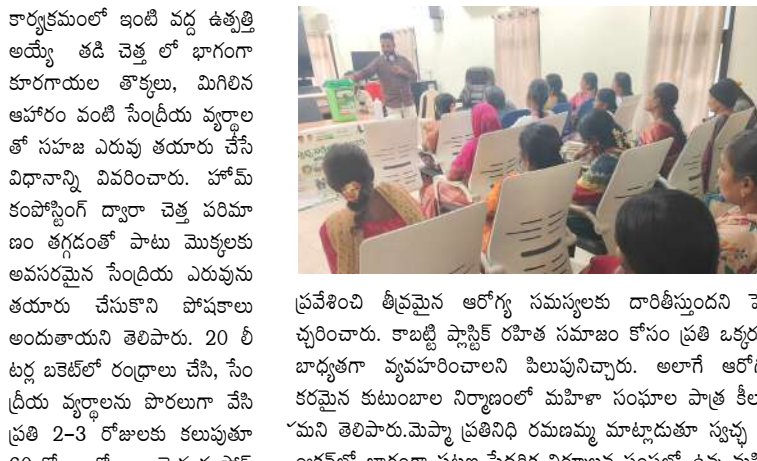 కార్యక్రమంలో ఇంటి వద్ద ఉత్పత్తి
అయ్యే తడి చెత్త లో భాగంగా
కూరగాయల తొక్కలు, మిగిలిన
ఆహారం వంటి సేంద్రీయ వ్యర్థాల
తో సహజ ఎరువు తయారు చేసే
విధానాన్ని వివరించారు. హోమ్
కంపోస్టింగ్ ద్వారా చెత్త పరిమా
ణం తగ్గడంతో పాటు మొక్కలకు
అవసరమైన సేంద్రియ ఎరువును
తయారు చేసుకొని పోషకాలు
అందుతాయని తెలిపారు. 20 లీ
టర్ల బకెట్‌లో రంధ్రాలు చేసి, సేం
ద్రీయ వ్యర్థాలను పొరలుగా వేసి
ప్రతి 2-3 రోజులకు కలుపుతూ
ప్రవేశించి తీవ్రమైన ఆరోగ్య సమస్యలకు దారితీస్తుందని
చ్చరించారు. కాబట్టి ప్లాస్టిక్ రహిత సమాజం కోసం ప్రతి
బాధ్యతగా వ్యవహరించాలని పిలుపునిచ్చారు. అలాగే
కరమైన కుటుంబాల నిర్మాణంలో మహిళా సంఘాల పాత్ర
మని తెలిపారు.మెప్మా ప్రతినిధి రమణమ్మ మాట్లాడుతూ స్వచ్ఛ